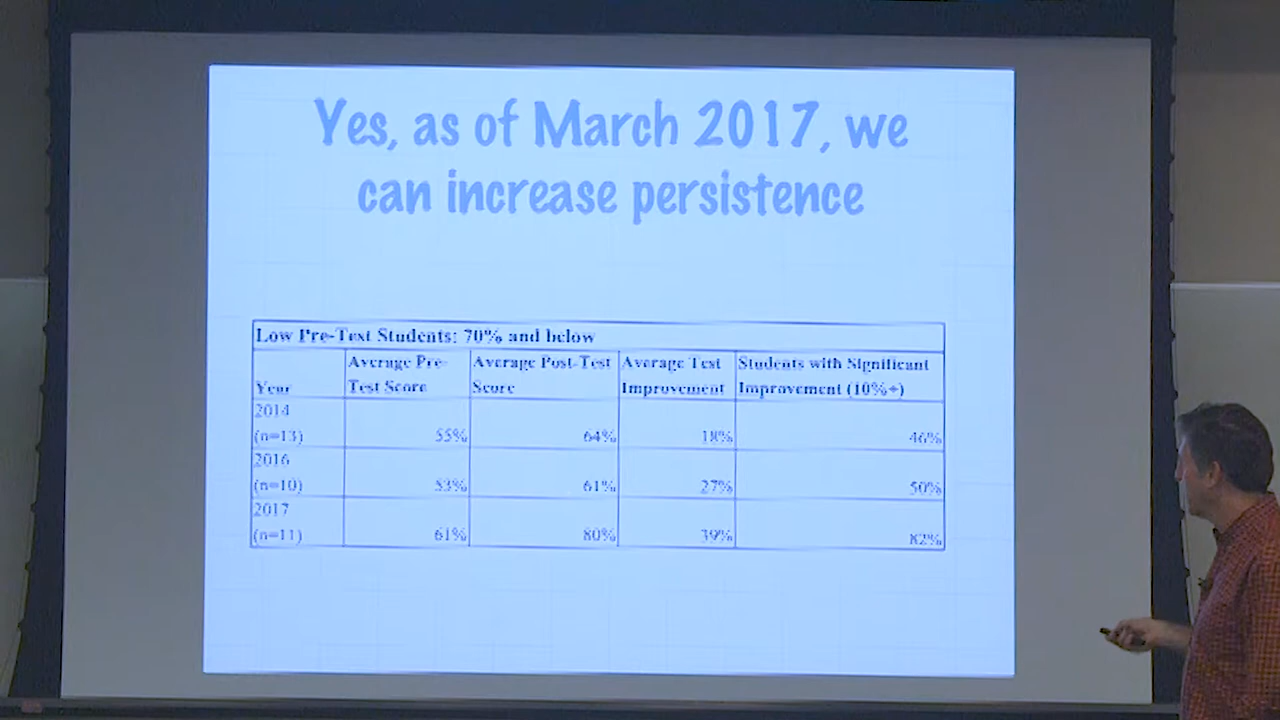 Yes, as of March 2017, we
can increase persistence
Low Pre-Text Students: 70% and below
Year
Average Pre-
Test Score
Average Post-Test
Score
Average Test
Improvement
Students with Significant
Improvement (10%+)
2014
(n=13)
55%
64%
18%
46%
2016
(n=10)
53%
61%
27%
50%
2017
(n=11)
61%
80%
39%
82%